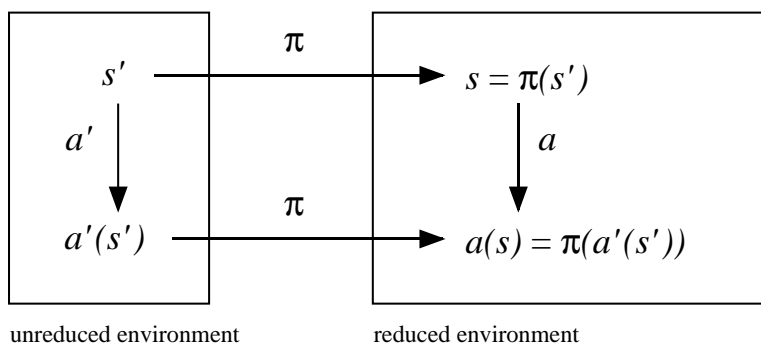 π
s′ s = π(s′)
a′ a
π
a′(s′) a(s) = π(a′(s′))
unreduced environment reduced environment